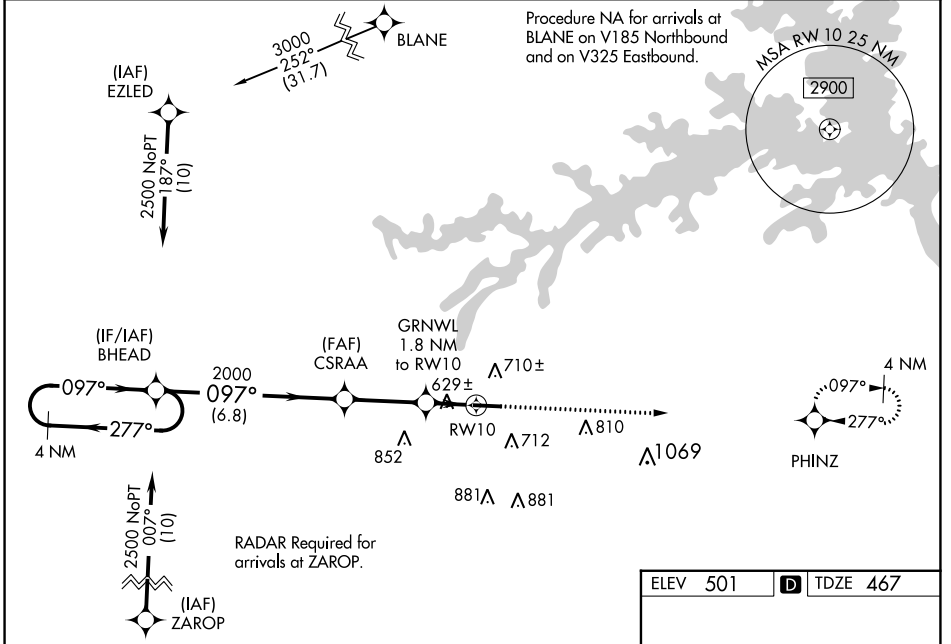 BLANE
3000
252°
(31.7)
Procedure NA for arrivals at
BLANE on V185 Northbound
and on V325 Eastbound.
MSA RW 10 25 NM
2900
(IAF)
EZLED
2500 NoPT
187°
(10)
(IF/IAF)
BHEAD
097°
277°
4 NM
2000
097°
(6.8)
(FAF)
CSRAA
GRNWL
1.8 NM
to RW10
629±
710±
RW10
852
712
810
1069
881
881
4 NM
097°
277°
PHINZ
2500 NoPT
007°
(10)
(IAF)
ZAROP
RADAR Required for
arrivals at ZAROP.
ELEV 501 D TDZE 467